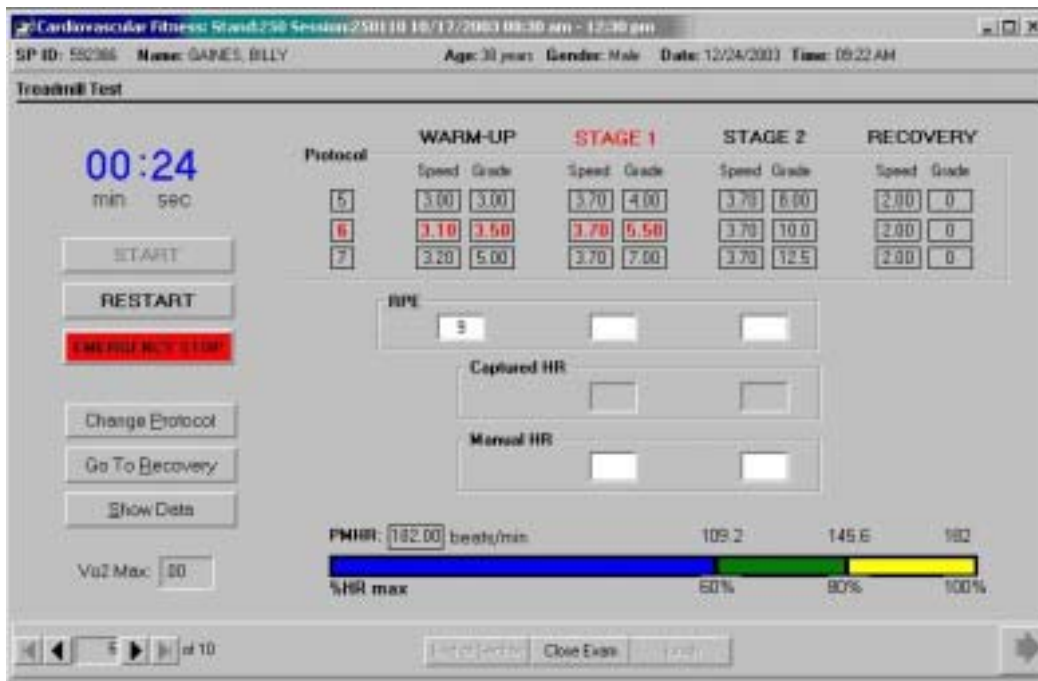 Cardiovascular Fitness: Stand:250 Session:250110 10/17/2003 08:30 am - 12:30 pm
SP ID: 592386 Name: GAINES, BILLY Age: 38 years Gender: Male Date: 12/24/2003 Time: 09:22 AM
Treadmill Test
WARM-UP STAGE 1 STAGE 2 RECOVERY
Protocol
Speed Grade Speed Grade Speed Grade Speed Grade
00:24
min sec
5 3.00 3.00 3.70 4.00 3.70 8.00 2.00 0
6 3.10 3.50 3.70 5.50 3.70 10.0 2.00 0
7 3.20 5.00 3.70 7.00 3.70 12.5 2.00 0
START
RESTART
EMERGENCY STOP
RPE
9
Captured HR
Manual HR
Change Protocol
Go To Recovery
Show Data
PMHR: 182.00 beats/min 109.2 145.6 182
Vo2 Max: .00
%HR max 60% 80% 100%
of 10 Close Exam